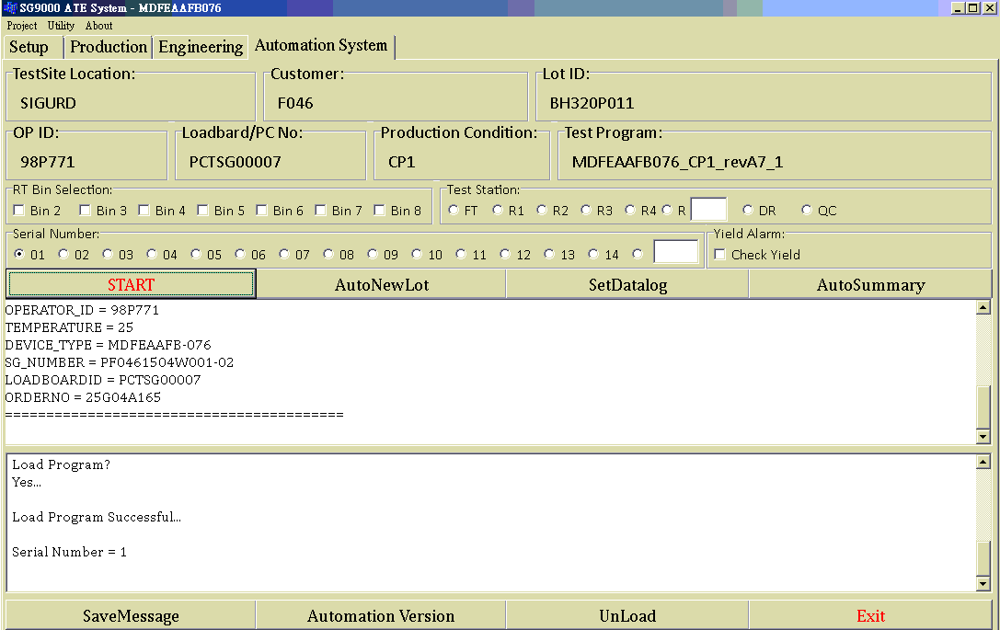 SG9000 ATE System - MDFEAAFB076
Project Utility About
Setup Production Engineering Automation System
TestSite Location: Customer: Lot ID:
SIGURD F046 BH320P011
OP ID: Loadbard/PC No: Production Condition: Test Program:
98P771 PCTSG00007 CP1 MDFEAAFB076_CP1_revA7_1
RT Bin Selection: Test Station:
Bin 2 Bin 3 Bin 4 Bin 5 Bin 6 Bin 7 Bin 8 FT R1 R2 R3 R4 R DR QC
Serial Number: Yield Alarm:
01 02 03 04 05 06 07 08 09 10 11 12 13 14 Check Yield
START AutoNewLot SetDatalog AutoSummary
OPERATOR_ID = 98P771
TEMPERATURE = 25
DEVICE_TYPE = MDFEAAFB-076
SG_NUMBER = PF0461504W001-02
LOADBOARDID = PCTSG00007
ORDERNO = 25G04A165
=========================================
Load Program?
Yes...
Load Program Successful...
Serial Number = 1
SaveMessage Automation Version UnLoad Exit